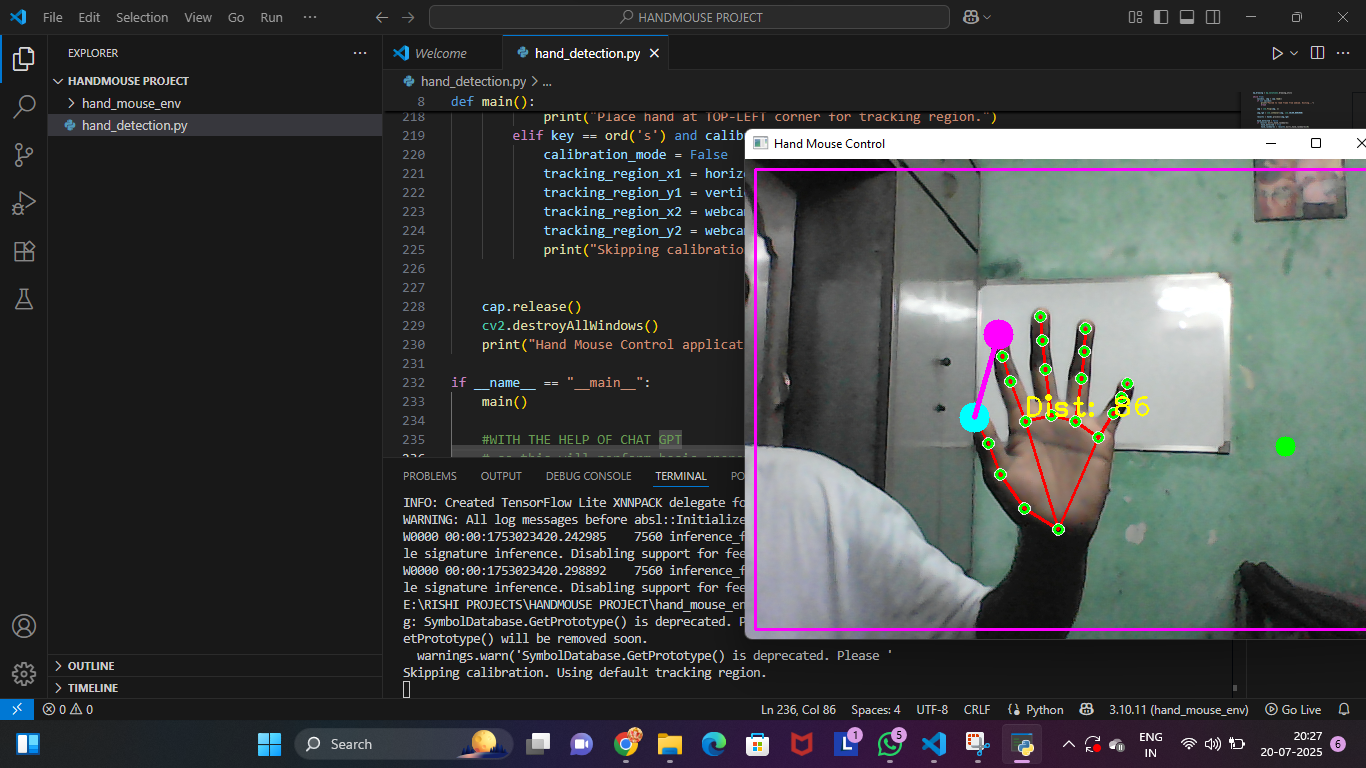 File Edit Selection View Go Run ··· HANDMOUSE PROJECT
EXPLORER
HANDMOUSE PROJECT
hand_mouse_env
hand_detection.py
OUTLINE
TIMELINE
Welcome hand_detection.py
hand_detection.py > ...
8 def main():
218 print("Place hand at TOP-LEFT corner for tracking region.")
219 elif key == ord('s') and calib
220 calibration_mode = False
221 tracking_region_x1 = horiz
222 tracking_region_y1 = verti
223 tracking_region_x2 = webca
224 tracking_region_y2 = webca
225 print("Skipping calibration
226
227
228 cap.release()
229 cv2.destroyAllWindows()
230 print("Hand Mouse Control applicat
231
232 if __name__ == "__main__":
233 main()
234
235 #WITH THE HELP OF CHAT GPT
Hand Mouse Control
Dist: 86
PROBLEMS OUTPUT DEBUG CONSOLE TERMINAL PO
INFO: Created TensorFlow Lite XNNPACK delegate fo
WARNING: All log messages before absl::Initialize
W0000 00:00:1753023420.242985 7560 inference_f
le signature inference. Disabling support for fee
W0000 00:00:1753023420.298892 7560 inference_f
le signature inference. Disabling support for fee
E:\RISHI PROJECTS\HANDMOUSE PROJECT\hand_mouse_en
g: SymbolDatabase.GetPrototype() is deprecated. P
etPrototype() will be removed soon.
warnings.warn('SymbolDatabase.GetPrototype() is deprecated. Please '
Skipping calibration. Using default tracking region.
0 0 Ln 236, Col 86 Spaces: 4 UTF-8 CRLF Python 3.10.11 (hand_mouse_env) Go Live
Search 1 5 ENG IN 20:27 20-07-2025 6